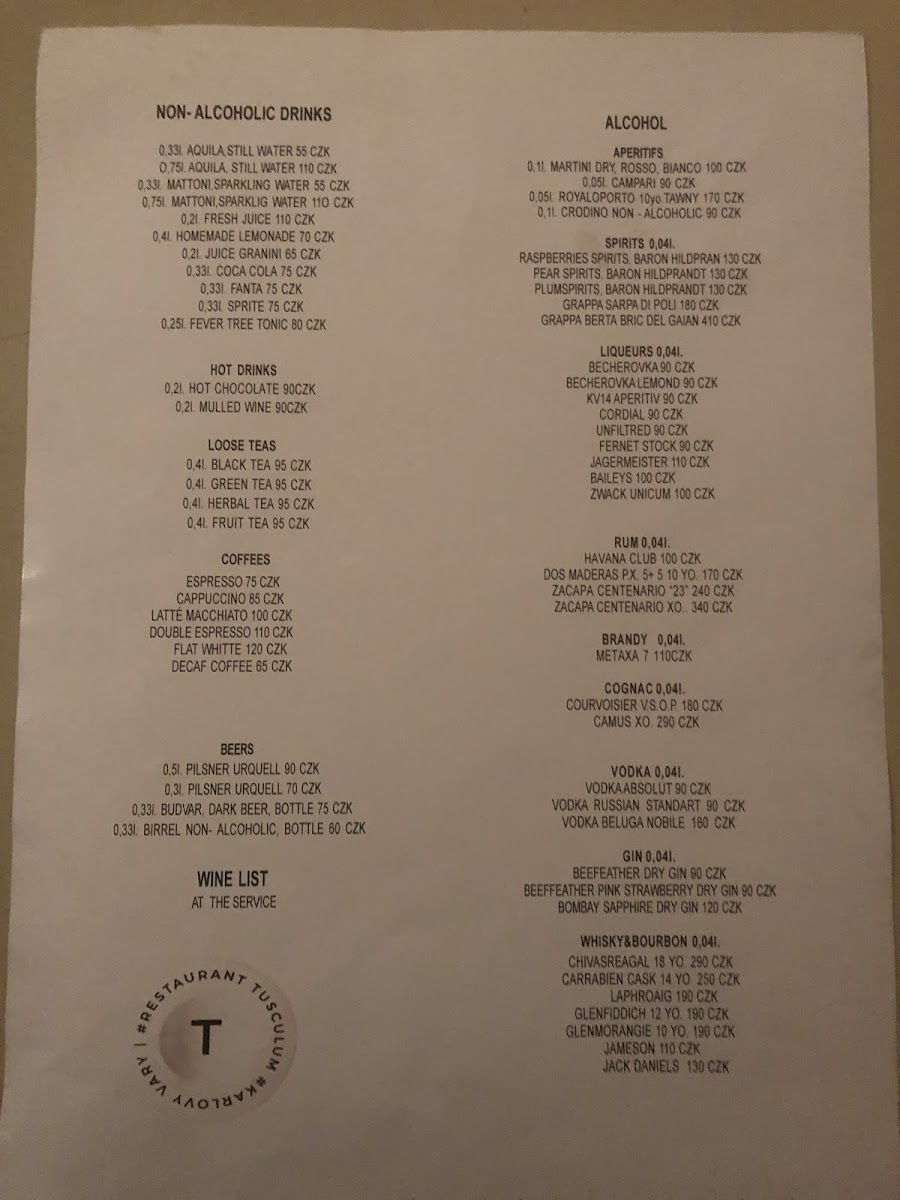 NON- ALCOHOLIC DRINKS
0,33l. AQUILA,STILL WATER 55 CZK
0,75l. AQUILA, STILL WATER 110 CZK
0,33l. MATTONI,SPARKLING WATER 55 CZK
0,75l. MATTONI,SPARKLIG WATER 110 CZK
0,2l. FRESH JUICE 110 CZK
0,4l. HOMEMADE LEMONADE 70 CZK
0,2l. JUICE GRANINI 65 CZK
0,33l. COCA COLA 75 CZK
0,33l. FANTA 75 CZK
0,33l. SPRITE 75 CZK
0,25l. FEVER TREE TONIC 80 CZK
HOT DRINKS
0,2l. HOT CHOCOLATE 90CZK
0,2l. MULLED WINE 90CZK
LOOSE TEAS
0,4l. BLACK TEA 95 CZK
0,4l. GREEN TEA 95 CZK
0,4l. HERBAL TEA 95 CZK
0,4l. FRUIT TEA 95 CZK
COFFEES
ESPRESSO 75 CZK
CAPPUCCINO 85 CZK
LATTÉ MACCHIATO 100 CZK
DOUBLE ESPRESSO 110 CZK
FLAT WHITTE 120 CZK
DECAF COFFEE 65 CZK
BEERS
0,5l. PILSNER URQUELL 90 CZK
0,3l. PILSNER URQUELL 70 CZK
0,33l. BUDVAR, DARK BEER, BOTTLE 75 CZK
0,33l. BIRREL NON- ALCOHOLIC, BOTTLE 60 CZK
WINE LIST
AT THE SERVICE
#RESTAURANT TUSCULUM #KARLOVY VARY |
T
ALCOHOL
APERITIFS
0,1l. MARTINI DRY, ROSSO, BIANCO 100 CZK
0,05l. CAMPARI 90 CZK
0,05l. ROYALOPORTO 10yo.TAWNY 170 CZK
0,1l. CRODINO NON - ALCOHOLIC 90 CZK
SPIRITS 0,04l.
RASPBERRIES SPIRITS, BARON HILDPRAN 130 CZK
PEAR SPIRITS, BARON HILDPRANDT 130 CZK
PLUMSPIRITS, BARON HILDPRANDT 130 CZK
GRAPPA SARPA DI POLI 180 CZK
GRAPPA BERTA BRIC DEL GAIAN 410 CZK
LIQUEURS 0,04l.
BECHEROVKA 90 CZK
BECHEROVKA LEMOND 90 CZK
KV14 APERITIV 90 CZK
CORDIAL 90 CZK
UNFILTRED 90 CZK
FERNET STOCK 90 CZK
JAGERMEISTER 110 CZK
BAILEYS 100 CZK
ZWACK UNICUM 100 CZK
RUM 0,04l.
HAVANA CLUB 100 CZK
DOS MADERAS P.X. 5+ 5 10 YO. 170 CZK
ZACAPA CENTENARIO “23” 240 CZK
ZACAPA CENTENARIO XO.. 340 CZK
BRANDY 0,04l.
METAXA 7 110CZK
COGNAC 0,04l.
COURVOISIER V.S.O.P. 180 CZK
CAMUS XO. 290 CZK
VODKA 0,04l.
VODKA ABSOLUT 90 CZK
VODKA RUSSIAN STANDART 90 CZK
VODKA BELUGA NOBILE 180 CZK
GIN 0,04l.
BEEFEATHER DRY GIN 90 CZK
BEEFFEATHER PINK STRAWBERRY DRY GIN 90 CZK
BOMBAY SAPPHIRE DRY GIN 120 CZK
WHISKY&BOURBON 0,04l.
CHIVASREAGAL 18 YO. 290 CZK
CARRABIEN CASK 14 YO. 250 CZK
LAPHROAIG 190 CZK
GLENFIDDICH 12 YO. 190 CZK
GLENMORANGIE 10 YO. 190 CZK
JAMESON 110 CZK
JACK DANIELS 130 CZK